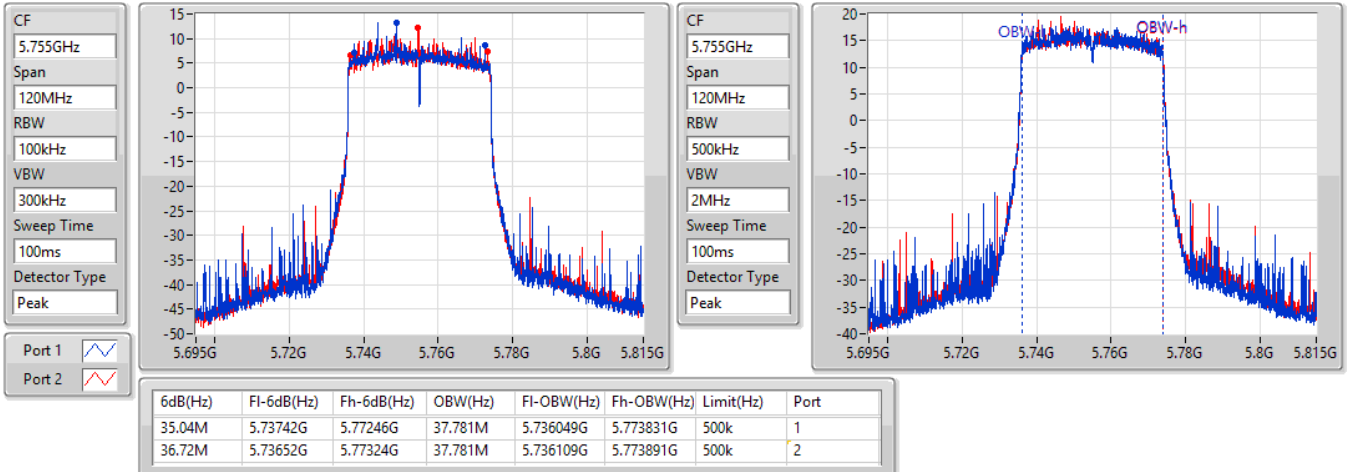 CF
5.755GHz
Span
120MHz
RBW
100kHz
VBW
300kHz
Sweep Time
100ms
Detector Type
Peak
Port 1
Port 2
15
10
5
0
-5
-10
-15
-20
-25
-30
-35
-40
-45
-50
5.695G 5.72G 5.74G 5.76G 5.78G 5.8G 5.815G
CF
5.755GHz
Span
120MHz
RBW
500kHz
VBW
2MHz
Sweep Time
100ms
Detector Type
Peak
20
15
10
5
0
-5
-10
-15
-20
-25
-30
-35
-40
OBW-h
5.695G 5.72G 5.74G 5.76G 5.78G 5.8G 5.815G
6dB(Hz) Fl-6dB(Hz) Fh-6dB(Hz) OBW(Hz) Fl-OBW(Hz) Fh-OBW(Hz) Limit(Hz) Port
35.04M 5.73742G 5.77246G 37.781M 5.736049G 5.773831G 500k 1
36.72M 5.73652G 5.77324G 37.781M 5.736109G 5.773891G 500k 2